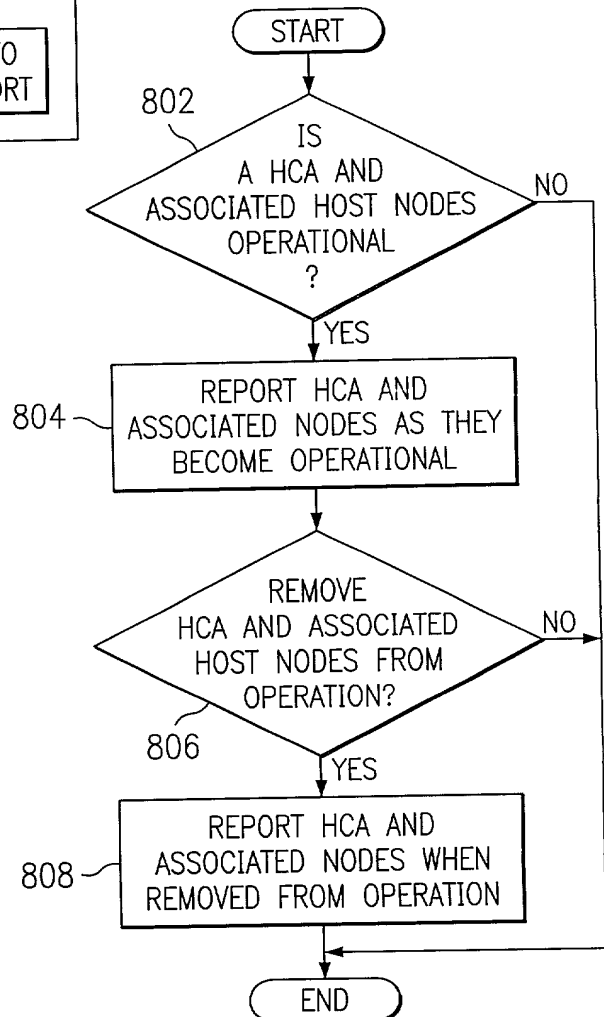 TO
START
802
IS
A HCA AND
ASSOCIATED HOST NODES
OPERATIONAL
?
NO
YES
804
REPORT HCA AND
ASSOCIATED NODES AS THEY
BECOME OPERATIONAL
REMOVE
HCA AND ASSOCIATED
HOST NODES FROM
OPERATION?
NO
806
YES
808
REPORT HCA AND
ASSOCIATED NODES WHEN
REMOVED FROM OPERATION
END